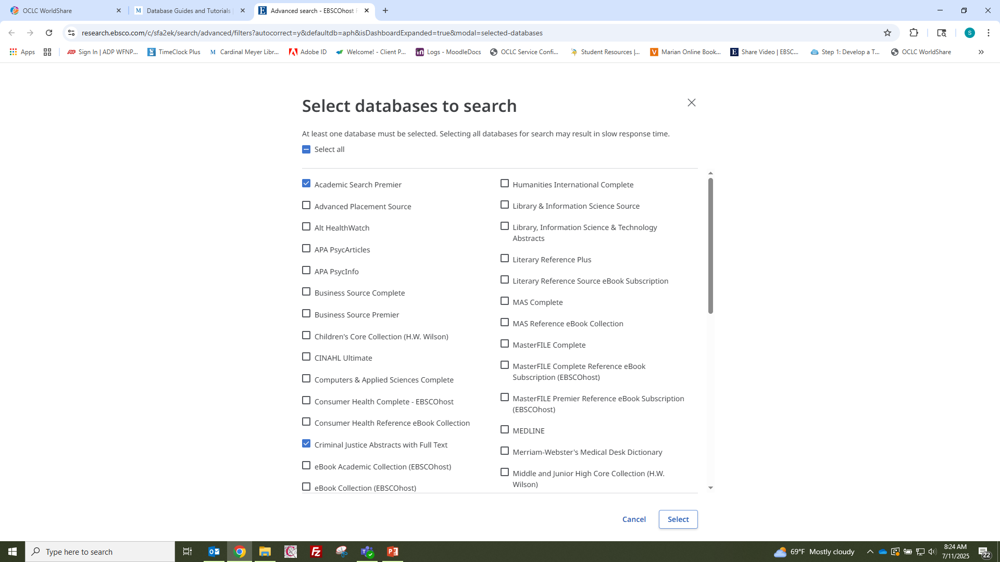 OCLC WorldShare
M Database Guides and Tutorials
E Advanced search - EBSCOhost
research.ebsco.com/c/sfa2ek/search/advanced/filters?autocorrect=y&defaultdb=aph&isDashboardExpanded=true&modal=selected-databases
S
Apps
Sign In | ADP WFNP...
TimeClock Plus
M Cardinal Meyer Libr...
Adobe ID
Welcome! - Client P...
Logs - MoodleDocs
OCLC Service Confi...
Student Resources |...
Marian Online Book...
E Share Video | EBSC...
Step 1: Develop a T...
OCLC WorldShare
Select databases to search
At least one database must be selected. Selecting all databases for search may result in slow response time.
Select all
Academic Search Premier
Advanced Placement Source
Alt HealthWatch
APA PsycArticles
APA PsycInfo
Business Source Complete
Business Source Premier
Children's Core Collection (H.W. Wilson)
CINAHL Ultimate
Computers & Applied Sciences Complete
Consumer Health Complete - EBSCOhost
Consumer Health Reference eBook Collection
Criminal Justice Abstracts with Full Text
eBook Academic Collection (EBSCOhost)
eBook Collection (EBSCOhost)
Humanities International Complete
Library & Information Science Source
Library, Information Science & Technology
Abstracts
Literary Reference Plus
Literary Reference Source eBook Subscription
MAS Complete
MAS Reference eBook Collection
MasterFILE Complete
MasterFILE Complete Reference eBook
Subscription (EBSCOhost)
MasterFILE Premier Reference eBook Subscription
(EBSCOhost)
MEDLINE
Merriam-Webster's Medical Desk Dictionary
Middle and Junior High Core Collection (H.W.
Wilson)
Cancel
Select
Type here to search
69°F Mostly cloudy
8:24 AM
7/11/2025
22